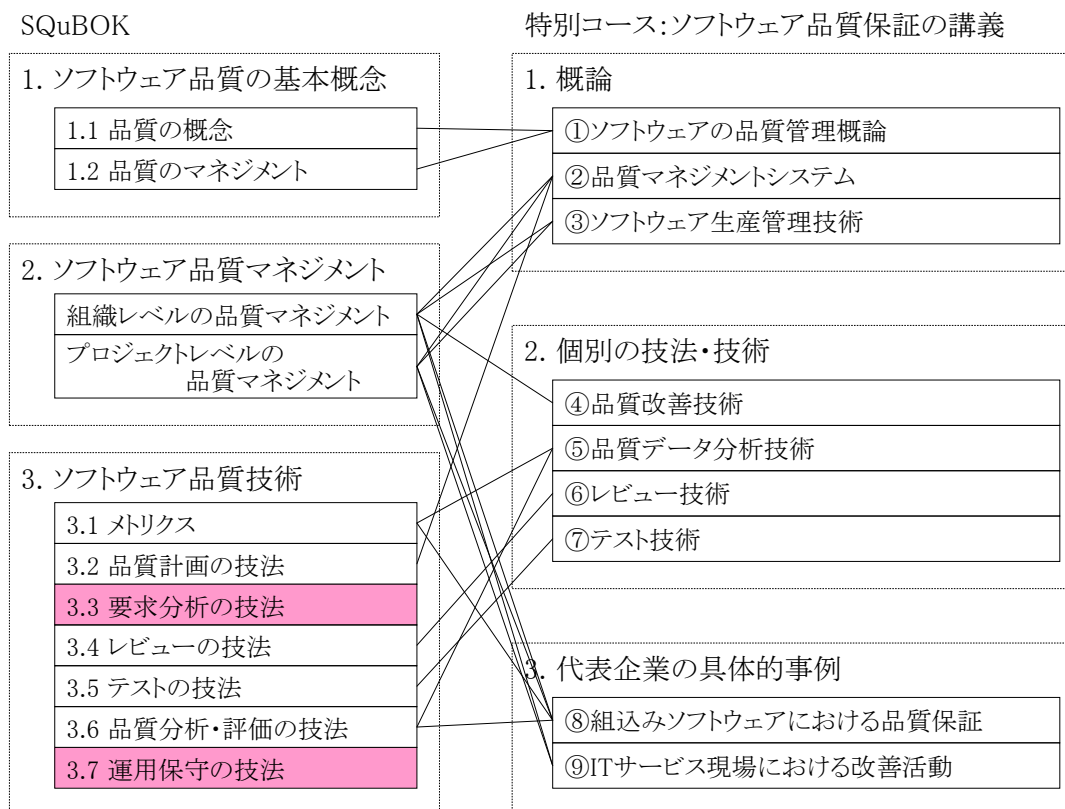 SQuBOK
1. ソフトウェア品質の基本概念
1.1 品質の概念
1.2 品質のマネジメント
2. ソフトウェア品質マネジメント
組織レベルの品質マネジメント
プロジェクトレベルの
品質マネジメント
3. ソフトウェア品質技術
3.1 メトリクス
3.2 品質計画の技法
3.3 要求分析の技法
3.4 レビューの技法
3.5 テストの技法
3.6 品質分析・評価の技法
3.7 運用保守の技法
特別コース:ソフトウェア品質保証の講義
1. 概論
①ソフトウェアの品質管理概論
②品質マネジメントシステム
③ソフトウェア生産管理技術
2. 個別の技法・技術
④品質改善技術
⑤品質データ分析技術
⑥レビュー技術
⑦テスト技術
3. 代表企業の具体的事例
⑧組込みソフトウェアにおける品質保証
⑨ITサービス現場における改善活動